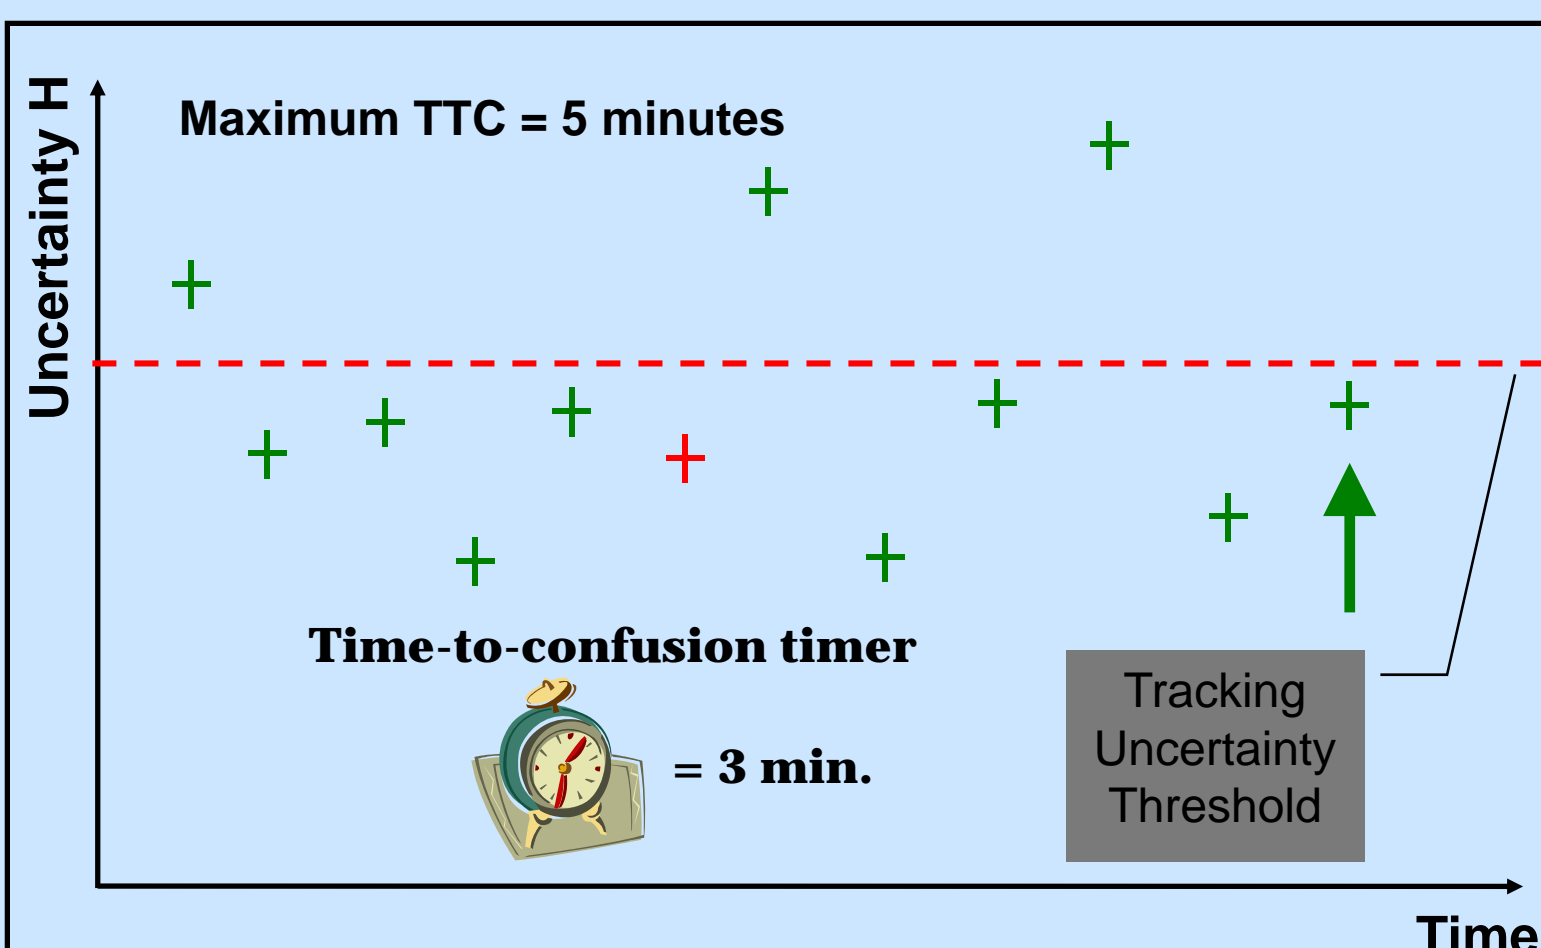 Uncertainty H
Maximum TTC = 5 minutes
Time-to-confusion timer
= 3 min.
Tracking
Uncertainty
Threshold
Time